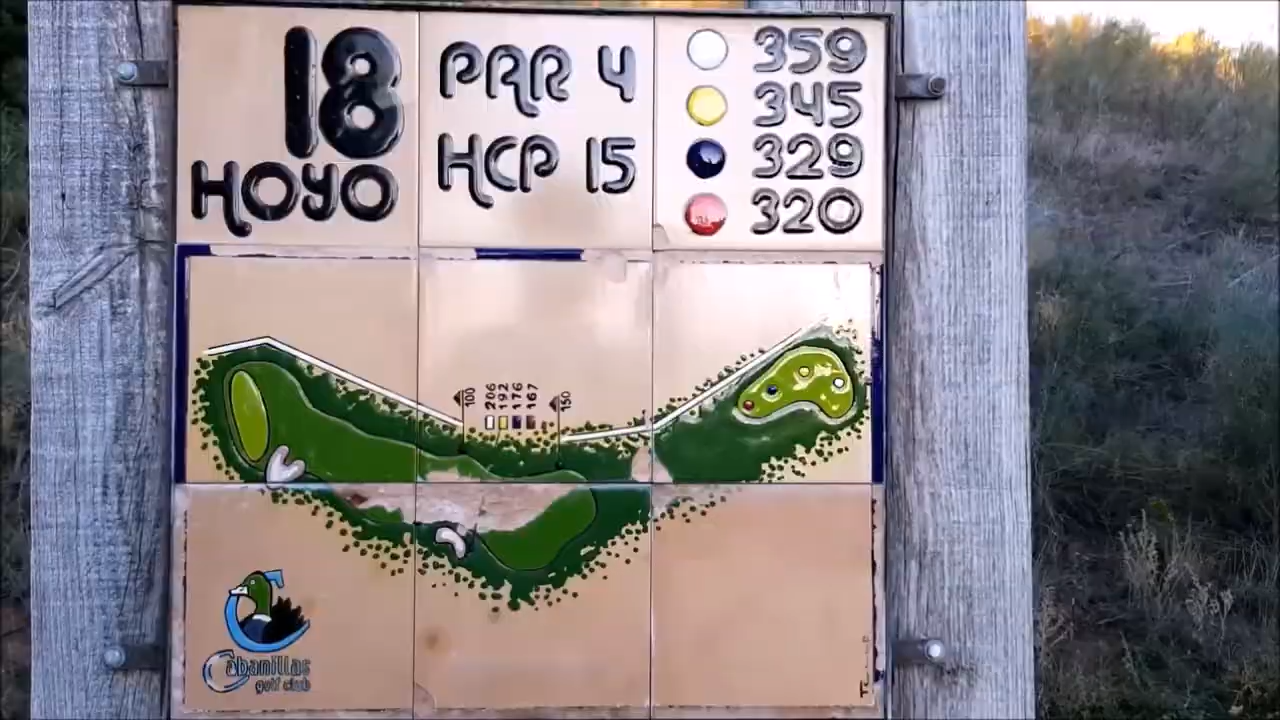 18
HOYO
PAR 4
HCP 15
359
345
329
320
100
206
192
176
167
150
Cabanillas
golf club